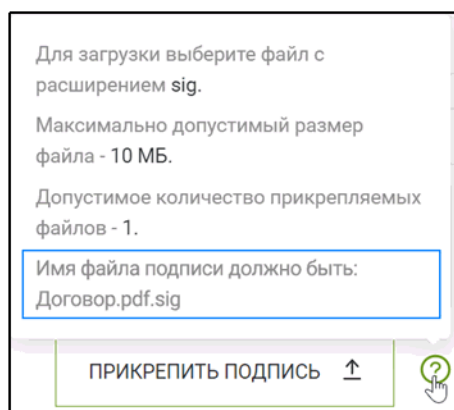 Для загрузки выберите файл с
расширением sig.
Максимально допустимый размер
файла - 10 МБ.
Допустимое количество прикрепляемых
файлов - 1.
Имя файла подписи должно быть:
Договор.pdf.sig
ПРИКРЕПИТЬ ПОДПИСЬ
?